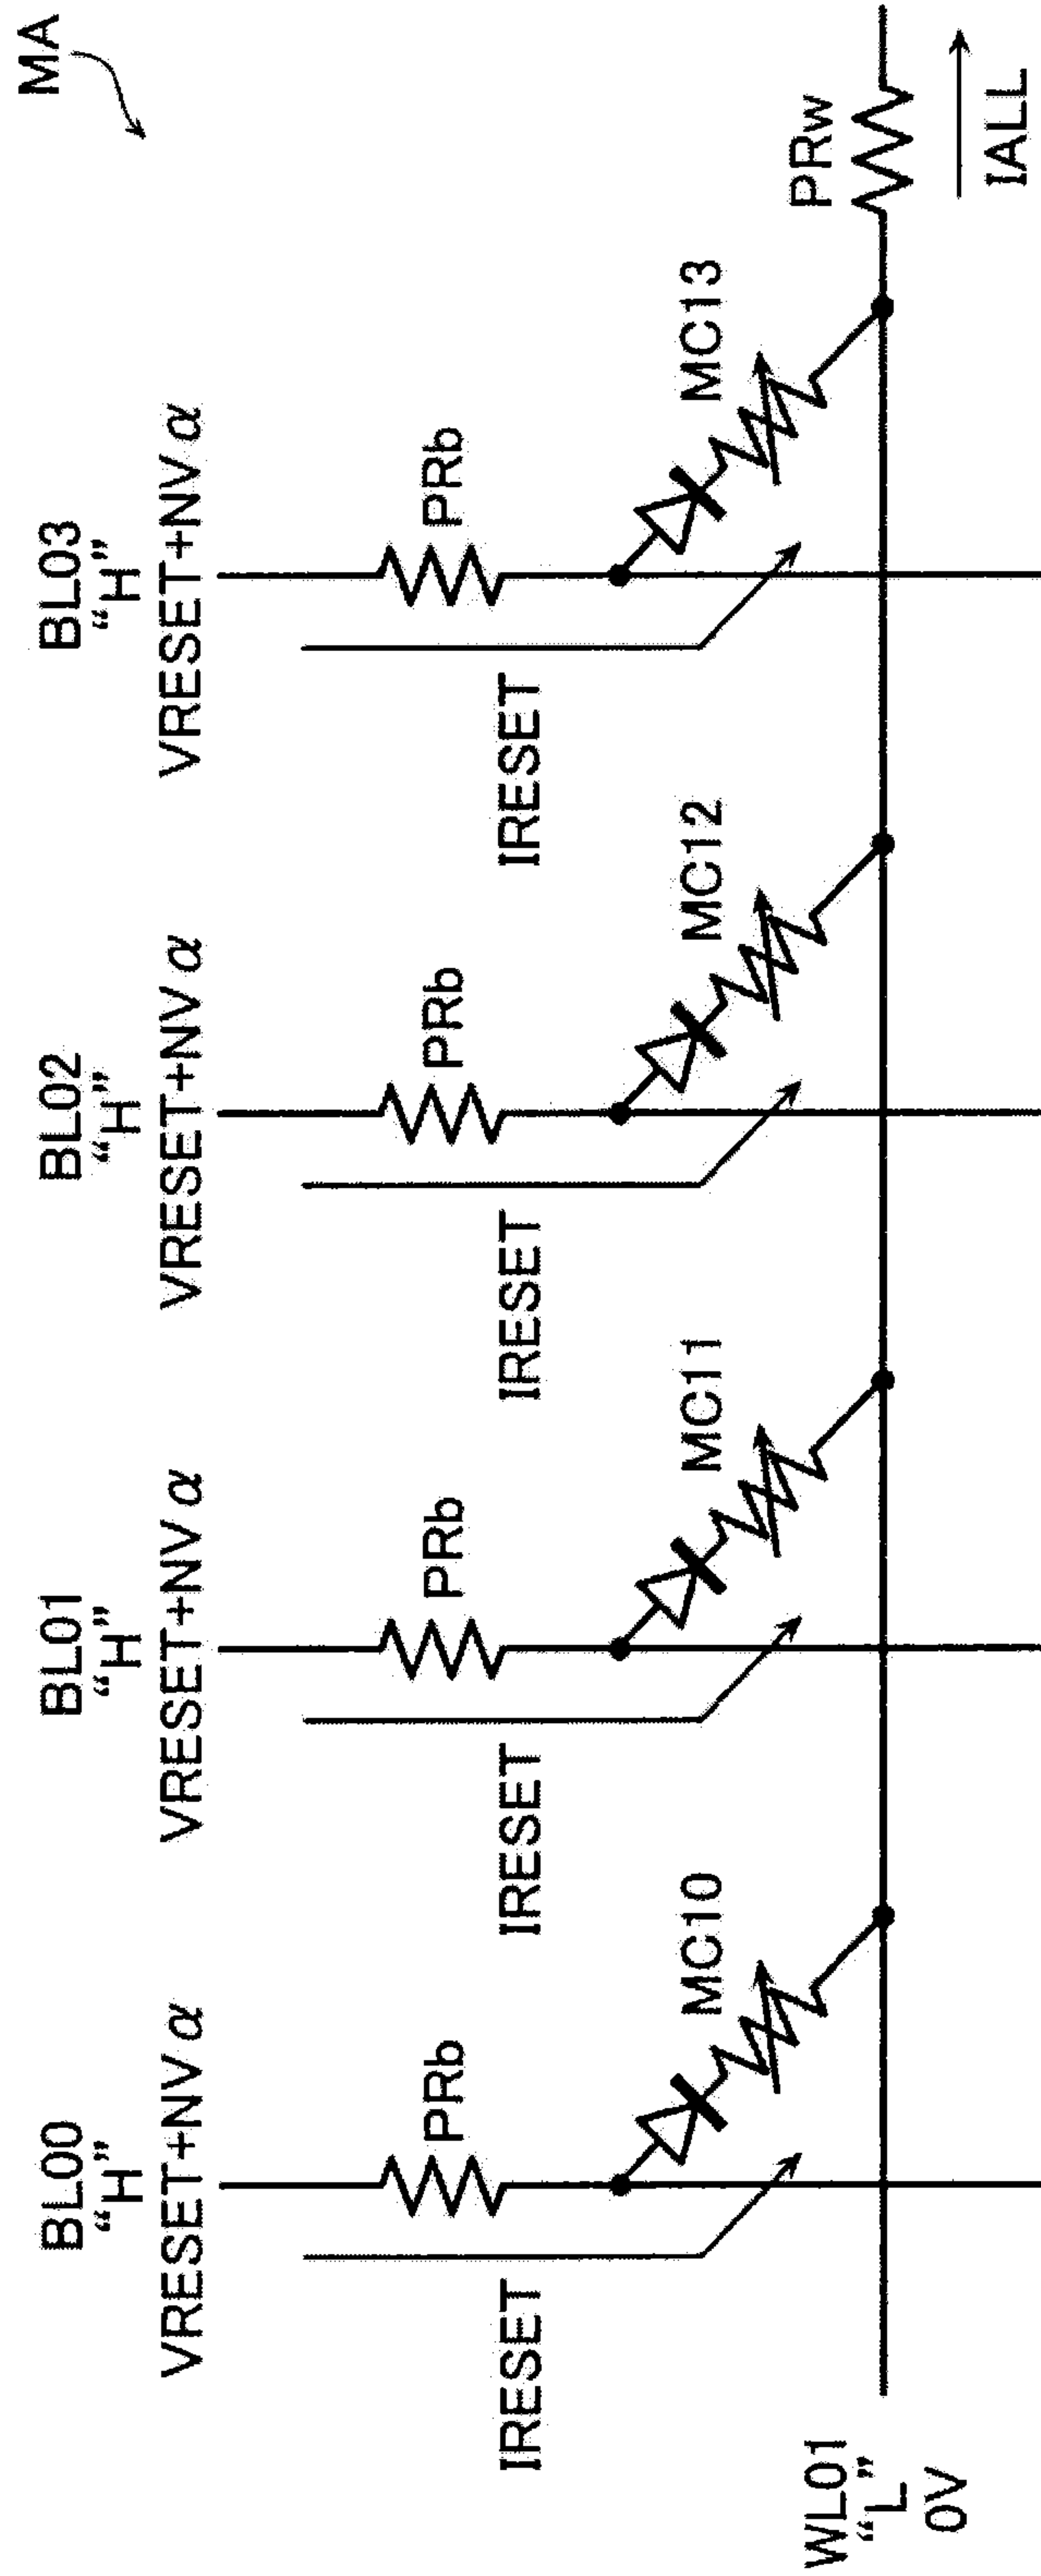 MA
BL00
“H”
VRESET+NVα
BL01
“H”
VRESET+NVα
BL02
“H”
VRESET+NVα
BL03
“H”
VRESET+NVα
PRb
PRb
PRb
PRb
IRESET
IRESET
IRESET
IRESET
MC10
MC11
MC12
MC13
PRw
WL01
“L”
0V
IALL